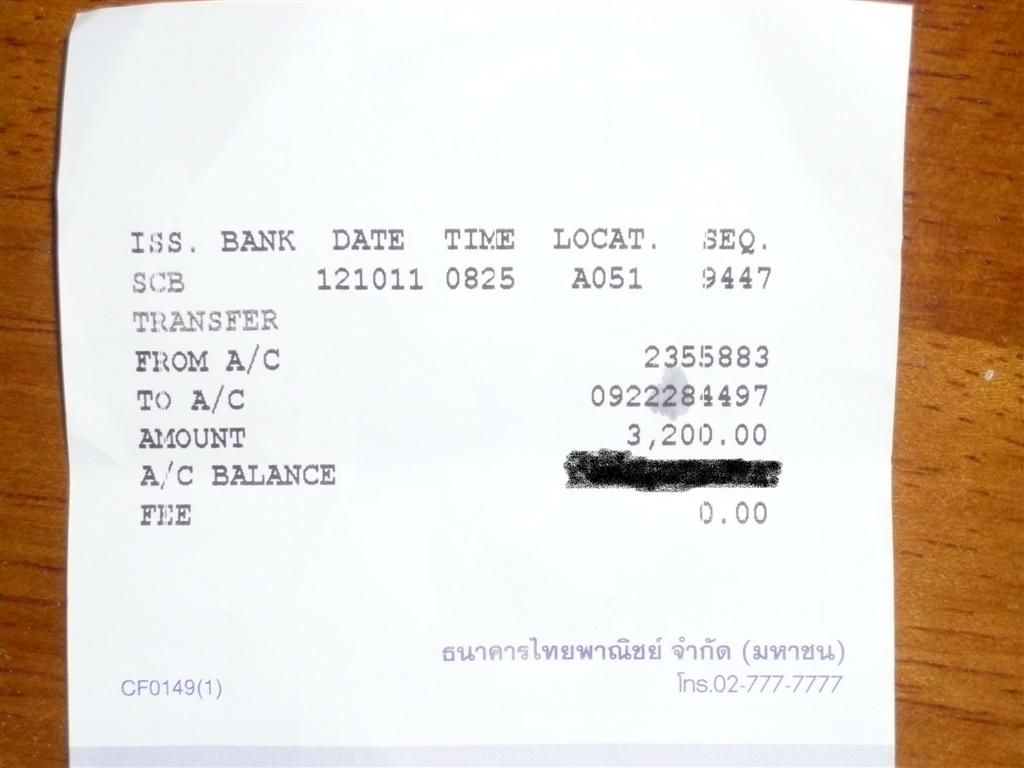 ISS. BANK DATE TIME LOCAT. SEQ.
SCB 121011 0825 A051 9447
TRANSFER
FROM A/C 2355883
TO A/C 0922284497
AMOUNT 3,200.00
A/C BALANCE
FEE 0.00
ธนาคารไทยพาณิชย์ จำกัด (มหาชน)
CF0149(1) โทร.02-777-7777